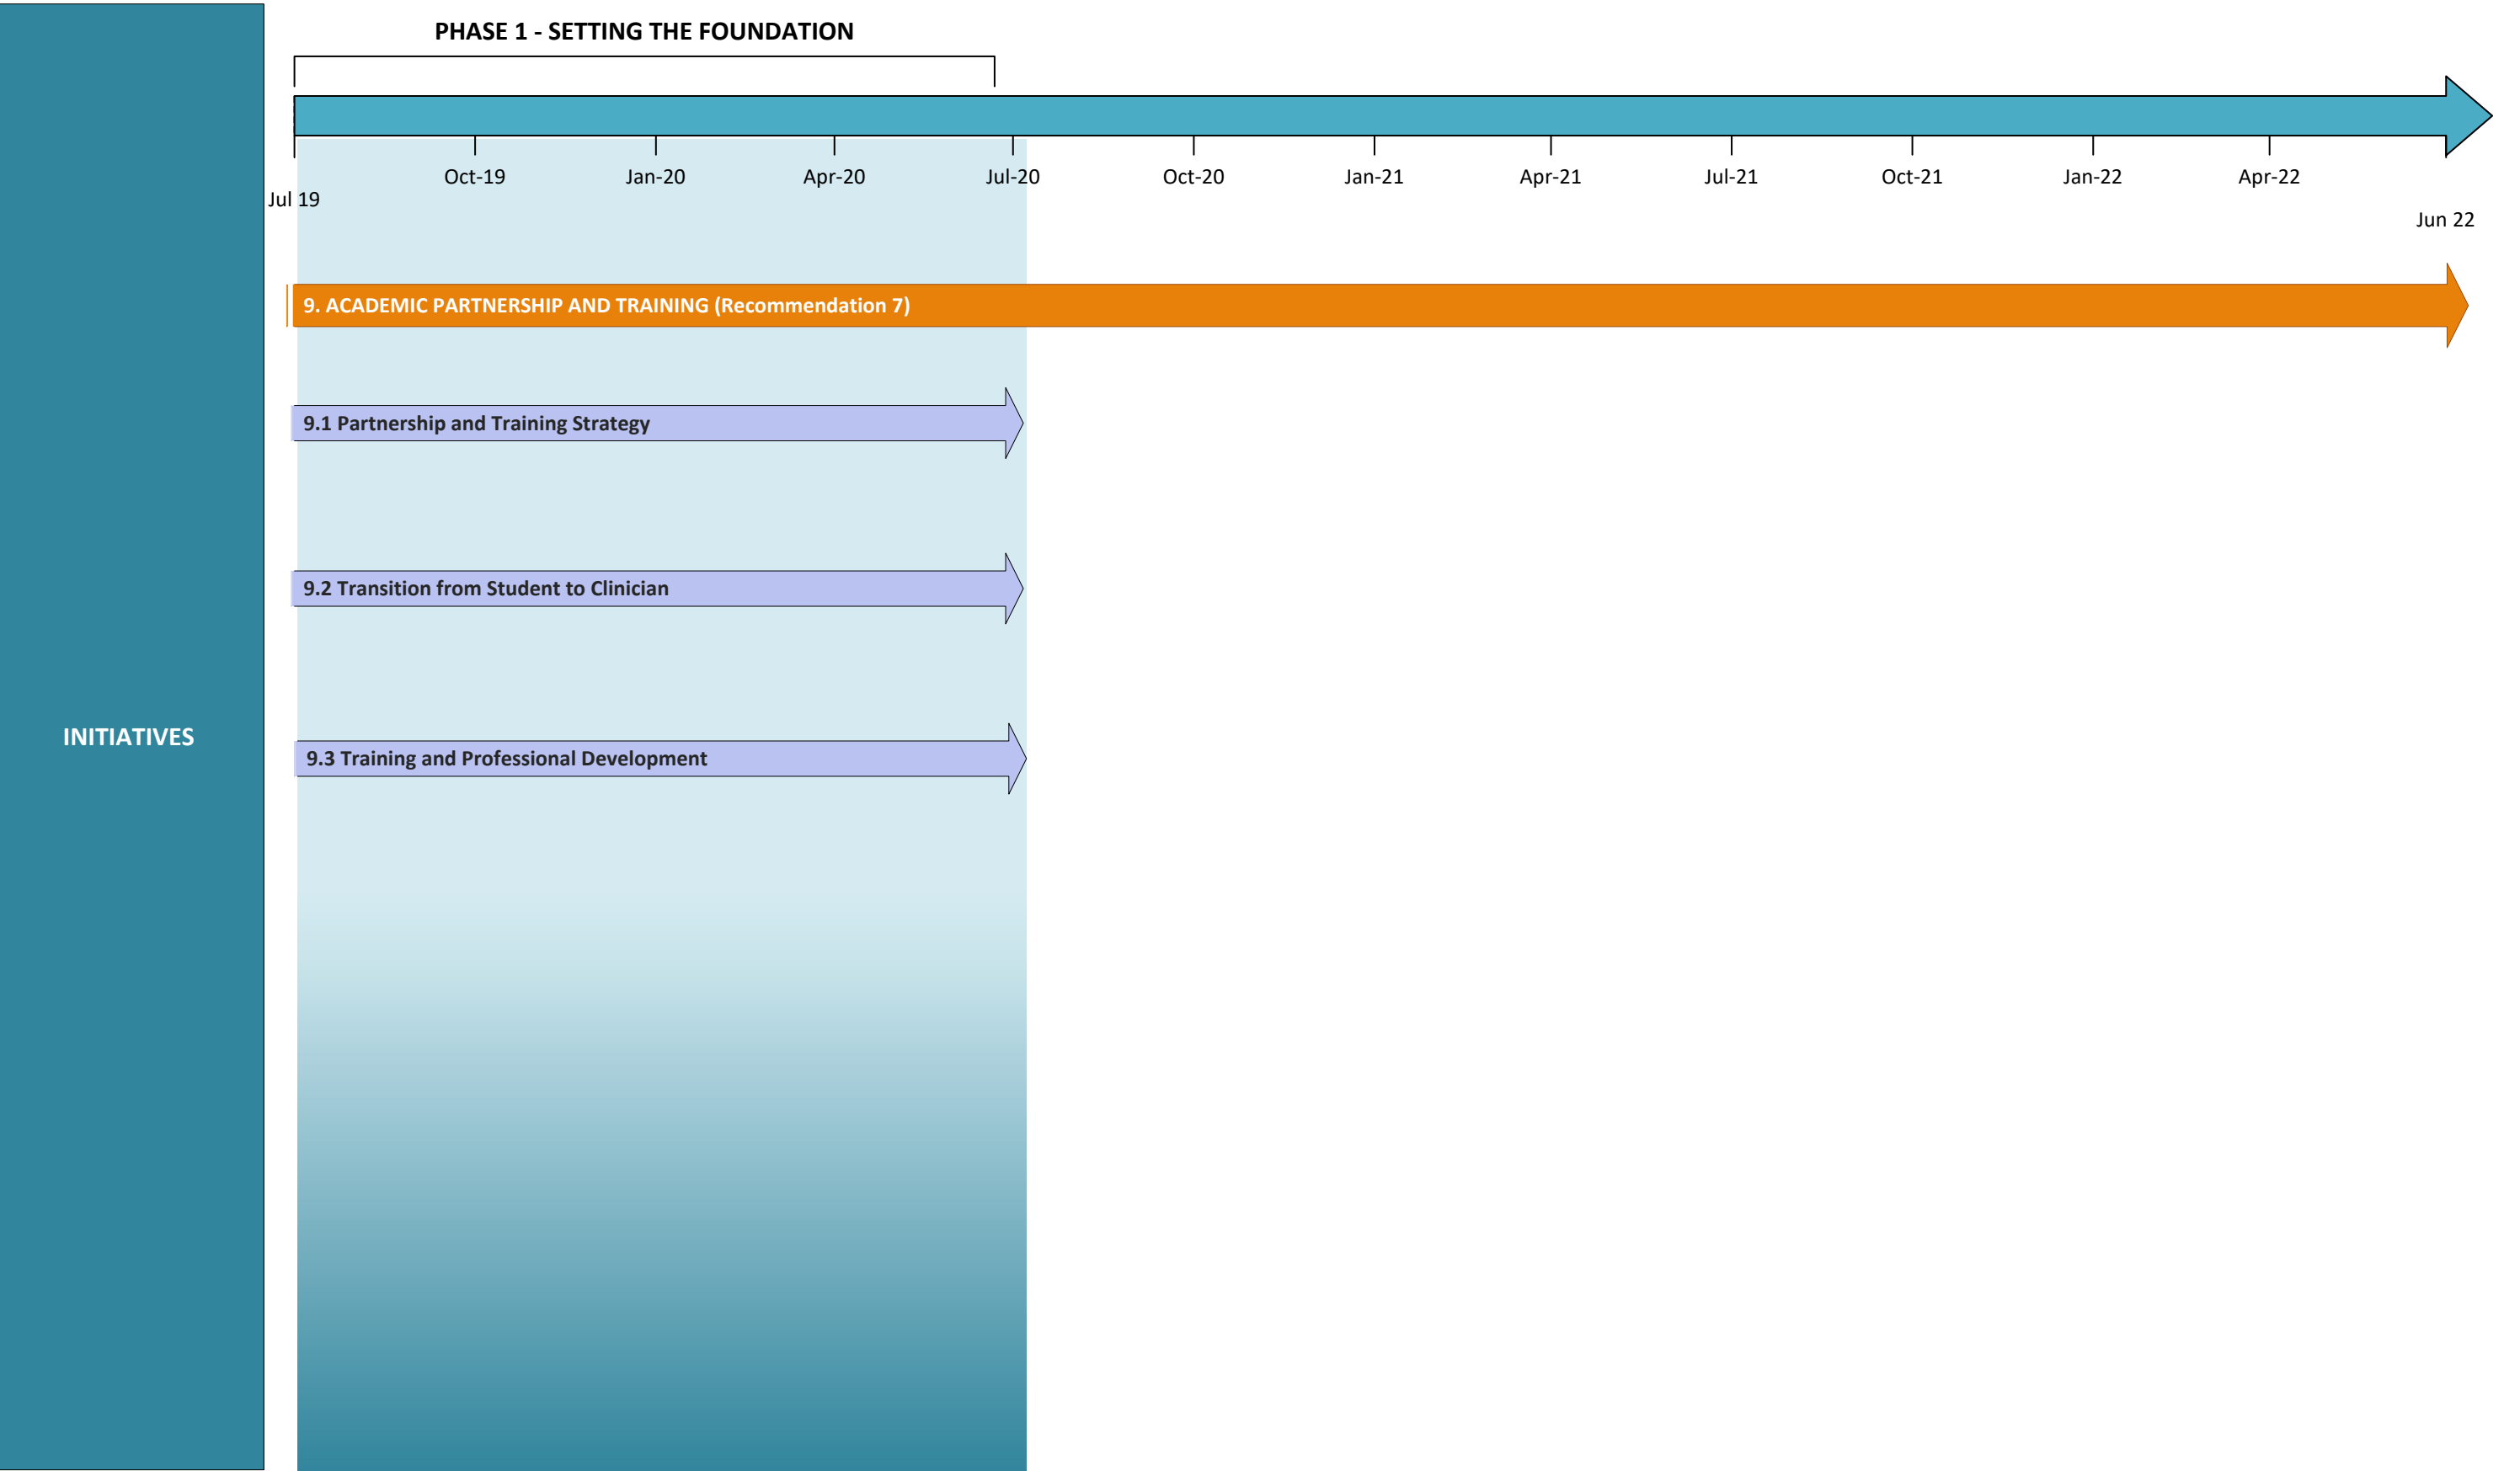 PHASE 1 - SETTING THE FOUNDATION
Oct-19
Jan-20
Apr-20
Jul-20
Oct-20
Jan-21
Apr-21
Jul-21
Oct-21
Jan-22
Apr-22
Jul 19
Jun 22
9. ACADEMIC PARTNERSHIP AND TRAINING (Recommendation 7)
9.1 Partnership and Training Strategy
9.2 Transition from Student to Clinician
INITIATIVES
9.3 Training and Professional Development